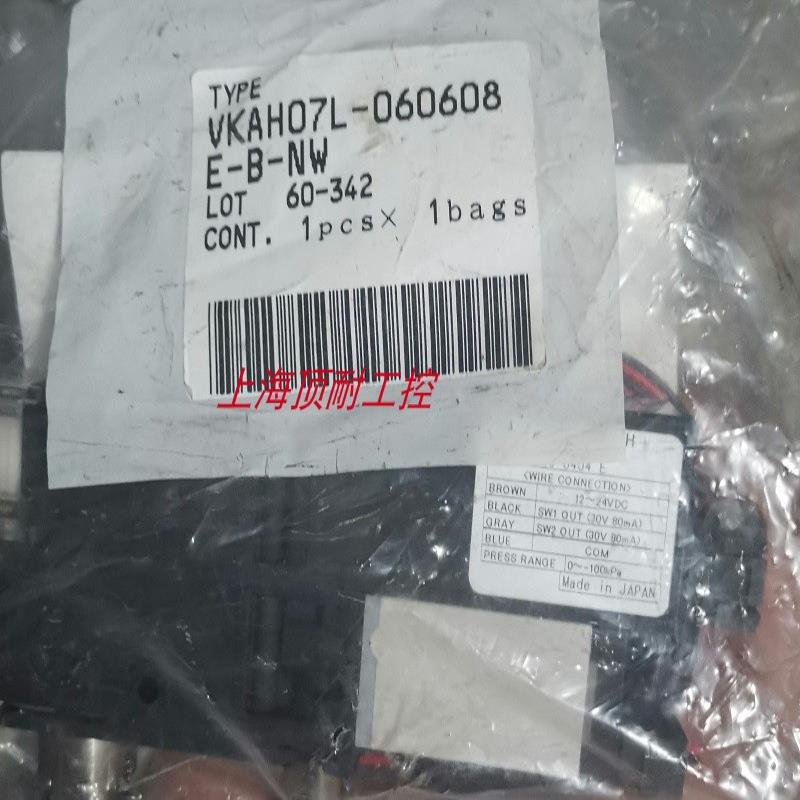 TYPE
VKAH07L-060608
E-B-NW
LOT 60-342
CONT. 1pcs× 1bags
上海顶耐工控
H
0404 E
(WIRE CONNECTION)
BROWN 12~24VDC
BLACK SW1 OUT (30V 80mA)
GRAY SW2 OUT (30V 80mA)
BLUE COM
PRESS RANGE 0~-100kPa
Made in JAPAN